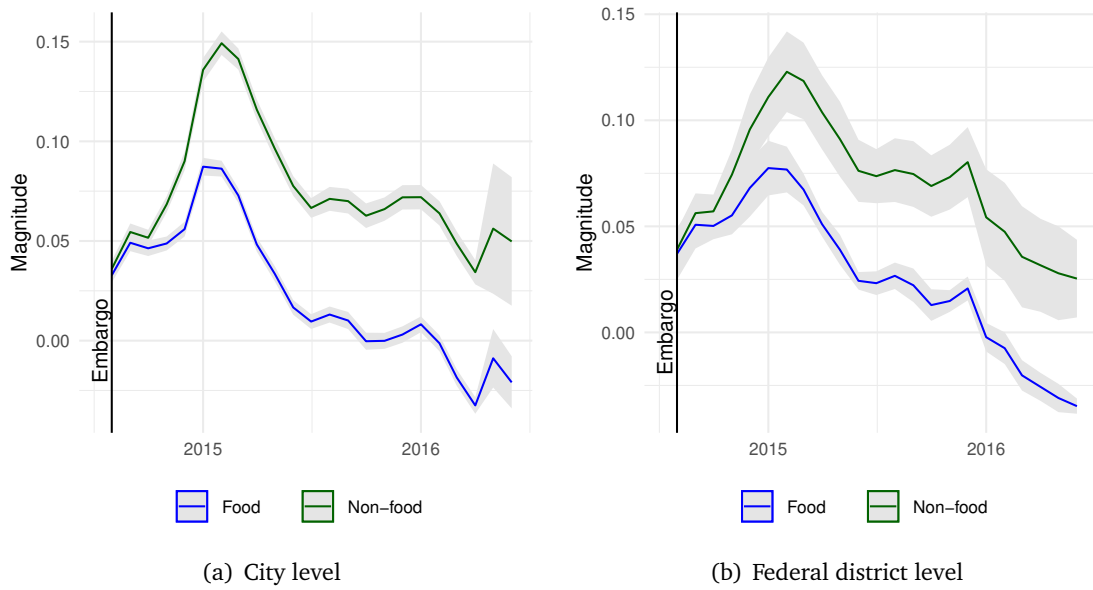 0.15
0.10
0.05
0.00
Magnitude
Embargo
2015 2016
Food Non−food
(a) City level
0.15
0.10
0.05
0.00
Magnitude
Embargo
2015 2016
Food Non−food
(b) Federal district level